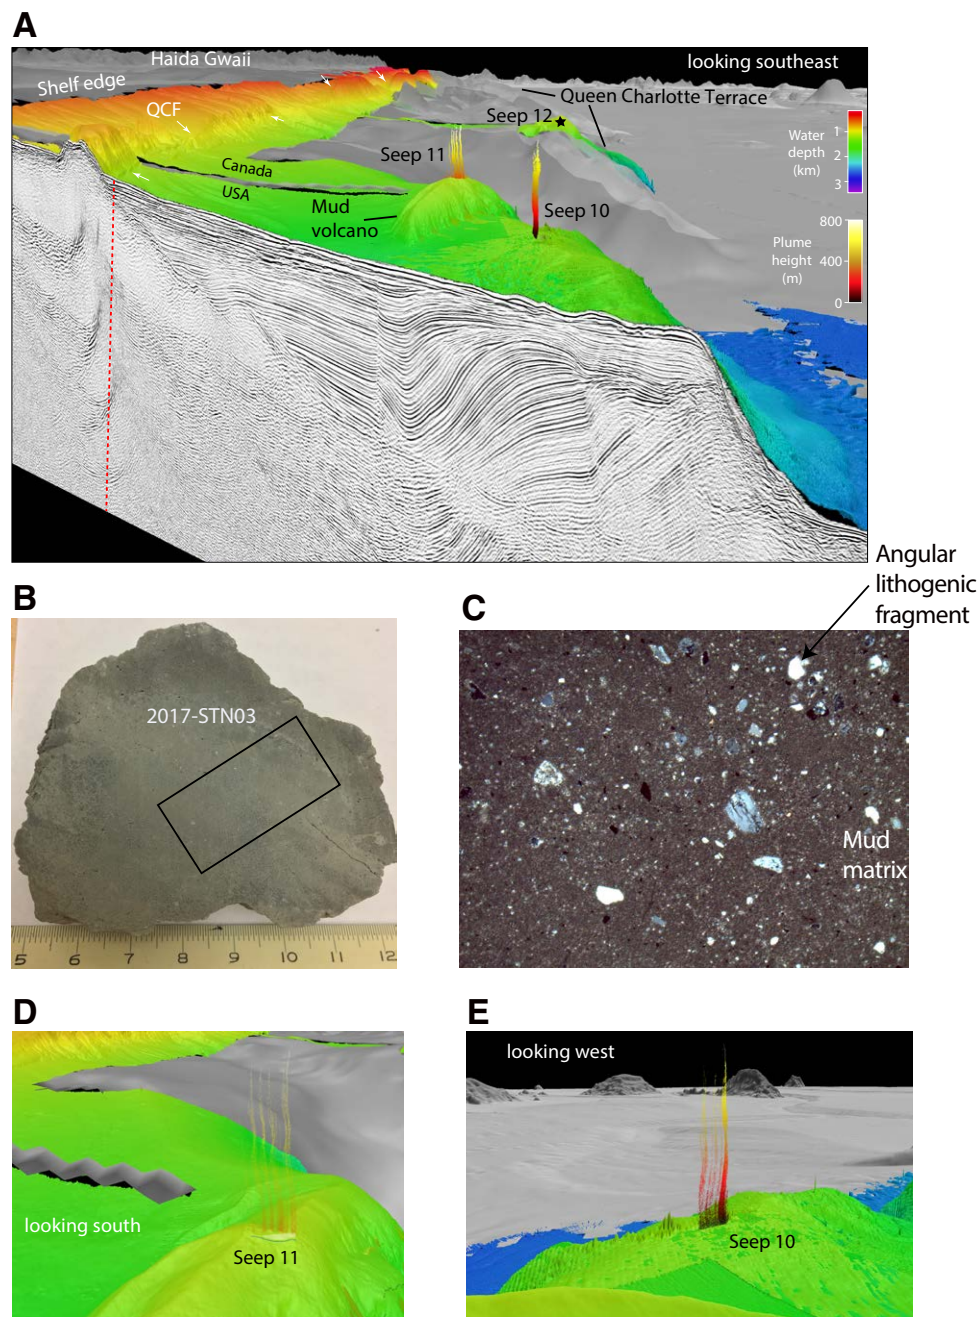 A
Haida Gwaii
looking southeast
Shelf edge
Queen Charlotte Terrace
QCF
Seep 12
Seep 11
Canada
USA
Mud
volcano
Seep 10
Water
depth
(km)
1
2
3
Plume
height
(m)
800
400
0
Angular
lithogenic
fragment
B
2017-STN03
5 6 7 8 9 10 11 12
C
Mud
matrix
D
looking south
Seep 11
E
looking west
Seep 10